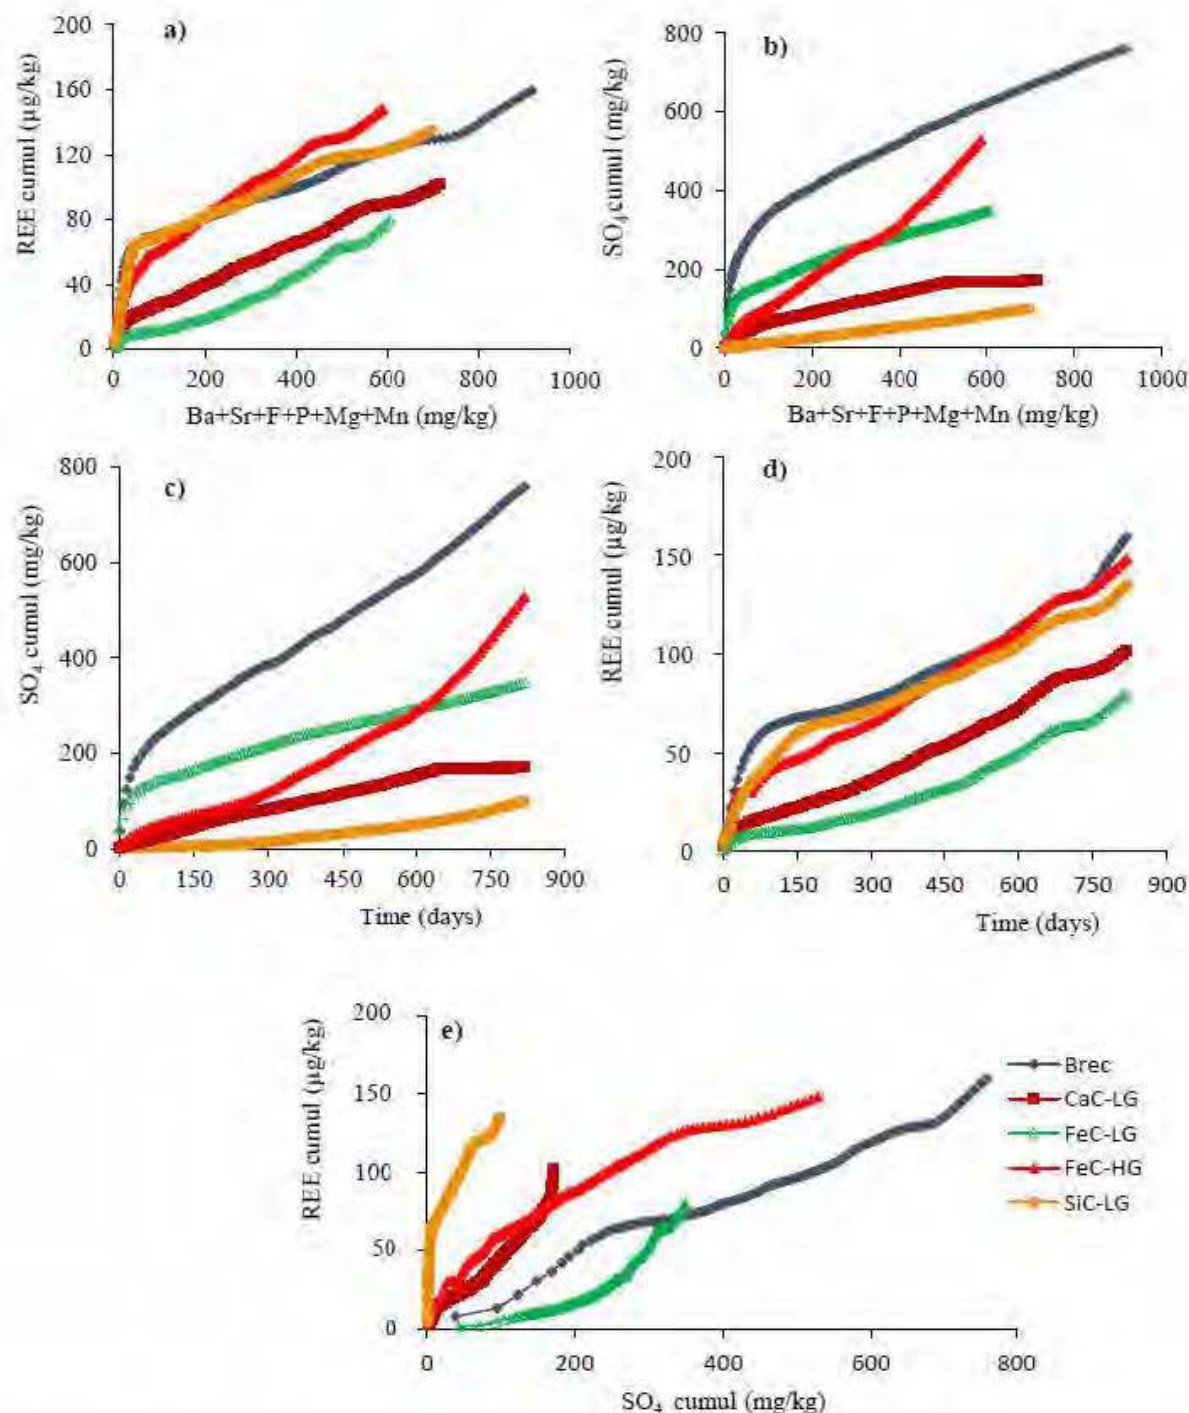 a)
REE cumul (µg/kg)
200
160
120
80
40
0
0 200 400 600 800 1000
Ba+Sr+F+P+Mg+Mn (mg/kg)
b)
SO₄ cumul (mg/kg)
800
600
400
200
0
0 200 400 600 800 1000
Ba+Sr+F+P+Mg+Mn (mg/kg)
c)
SO₄ cumul (mg/kg)
800
600
400
200
0
0 150 300 450 600 750 900
Time (days)
d)
REE cumul (µg/kg)
200
150
100
50
0
0 150 300 450 600 750 900
Time (days)
e)
REE cumul (µg/kg)
200
150
100
50
0
0 200 400 600 800
SO₄ cumul (mg/kg)
Brec
CaC-LG
FeC-LG
FeC-HG
SiC-LG